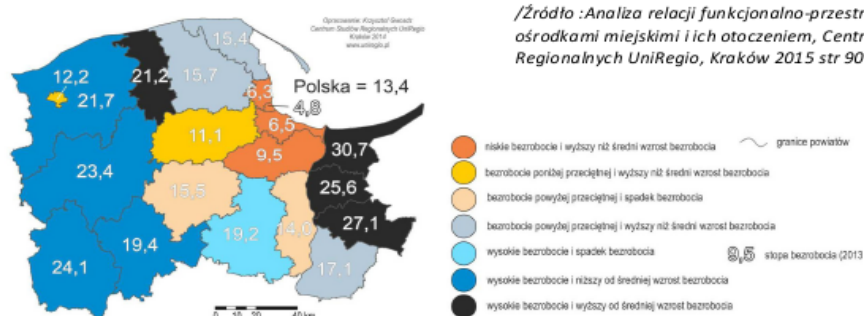 Opracowanie: Krzysztof Gwosdz
Centrum Studiów Regionalnych UniRegio
Kraków 2014
www.uniregio.pl
/Źródło :Analiza relacji funkcjonalno-przestr
ośrodkami miejskimi i ich otoczeniem, Centr
Regionalnych UniRegio, Kraków 2015 str 90
15,4
12,2
21,7
21,2
15,7
6,3
Polska = 13,4
4,8
11,1
6,5
9,5
30,7
23,4
15,5
25,6
27,1
19,4
19,2
14,0
24,1
17,1
0 10 20 40 km
niskie bezrobocie i wyższy niż średni wzrost bezrobocia
granice powiatów
bezrobocie poniżej przeciętnej i wyższy niż średni wzrost bezrobocia
bezrobocie powyżej przeciętnej i spadek bezrobocia
bezrobocie powyżej przeciętnej i wyższy niż średni wzrost bezrobocia
wysokie bezrobocie i spadek bezrobocia
9,5 stopa bezrobocia (2013
wysokie bezrobocie i niższy od średniej wzrost bezrobocia
wysokie bezrobocie i wyższy od średniej wzrost bezrobocia